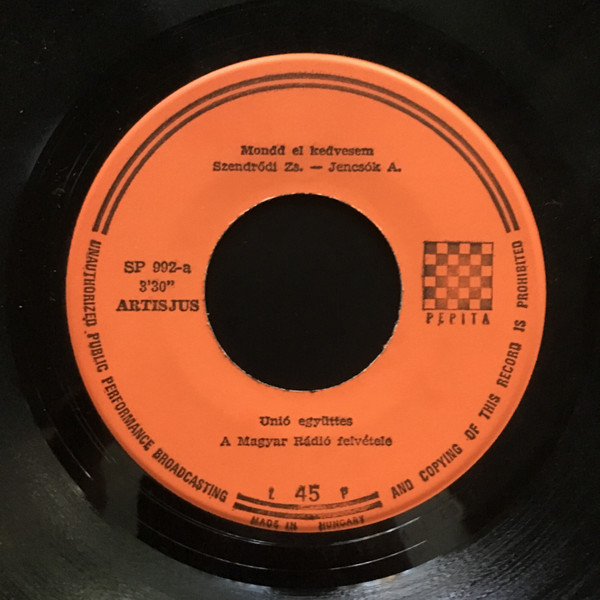 Mondd el kedvesem
Szendrődi Zs. — Jencsók A.
SP 992-a
3'30"
ARTISJUS
PEPITA
Unió együttes
A Magyar Rádió felvétele
UNAUTHORIZED PUBLIC PERFORMANCE BROADCASTING AND COPYING OF THIS RECORD IS PROHIBITED
t 45 p
MADE IN HUNGARY